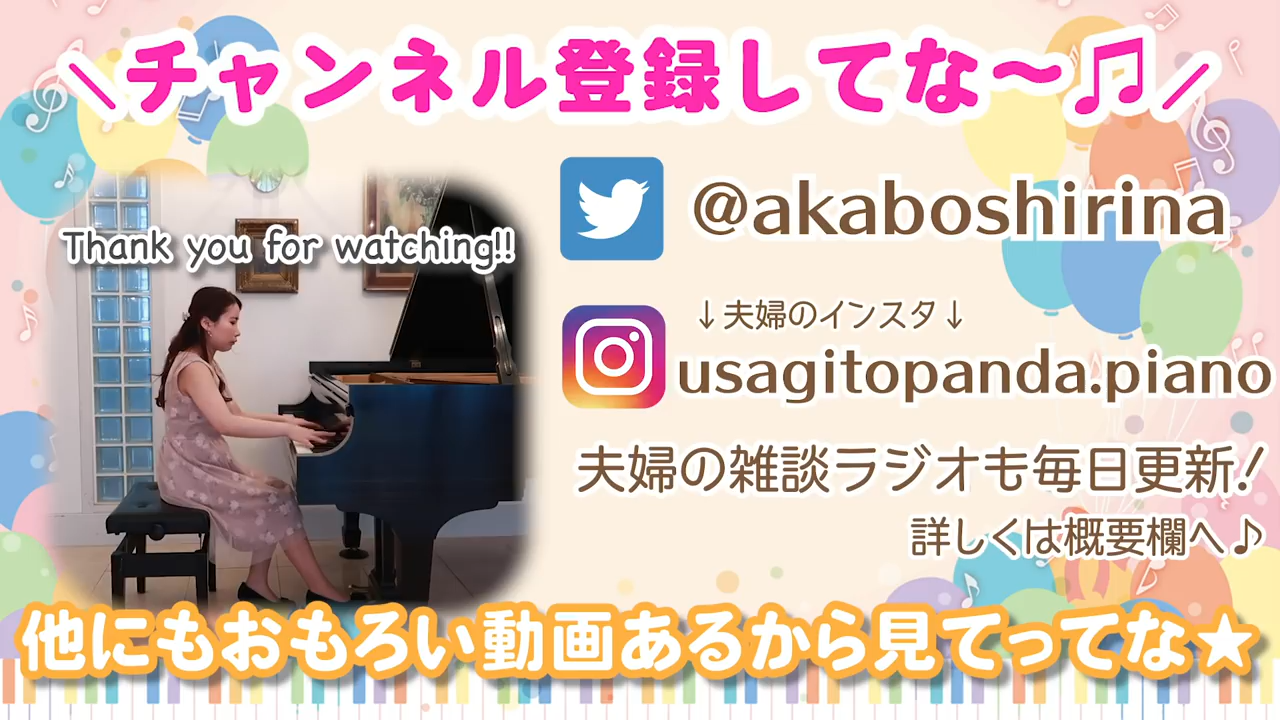 \チャンネル登録してな〜♫/
Thank you for watching!!
@akaboshirina
↓夫婦のインスタ↓
usagitopanda.piano
夫婦の雑談ラジオも毎日更新!
詳しくは概要欄へ♪
他にもおもろい動画あるから見てってな★